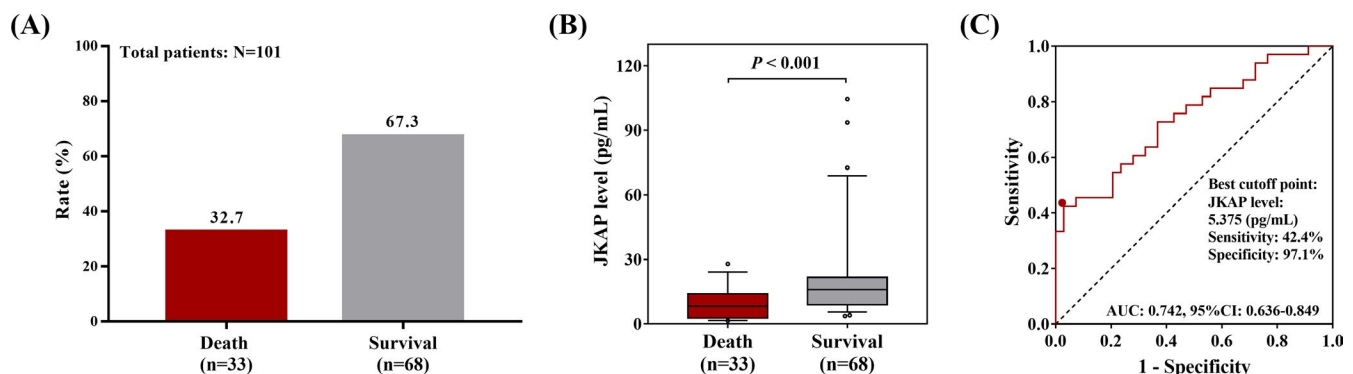 (A)
Total patients: N=101
Rate (%)
100
80
60
40
20
0
32.7
67.3
Death
(n=33)
Survival
(n=68)
(B)
P < 0.001
JKAP level (pg/mL)
120
90
60
30
0
Death
(n=33)
Survival
(n=68)
(C)
Sensitivity
1.0
0.8
0.6
0.4
0.2
0.0
Best cutoff point:
JKAP level:
5.375 (pg/mL)
Sensitivity: 42.4%
Specificity: 97.1%
AUC: 0.742, 95%CI: 0.636-0.849
0.0 0.2 0.4 0.6 0.8 1.0
1 - Specificity